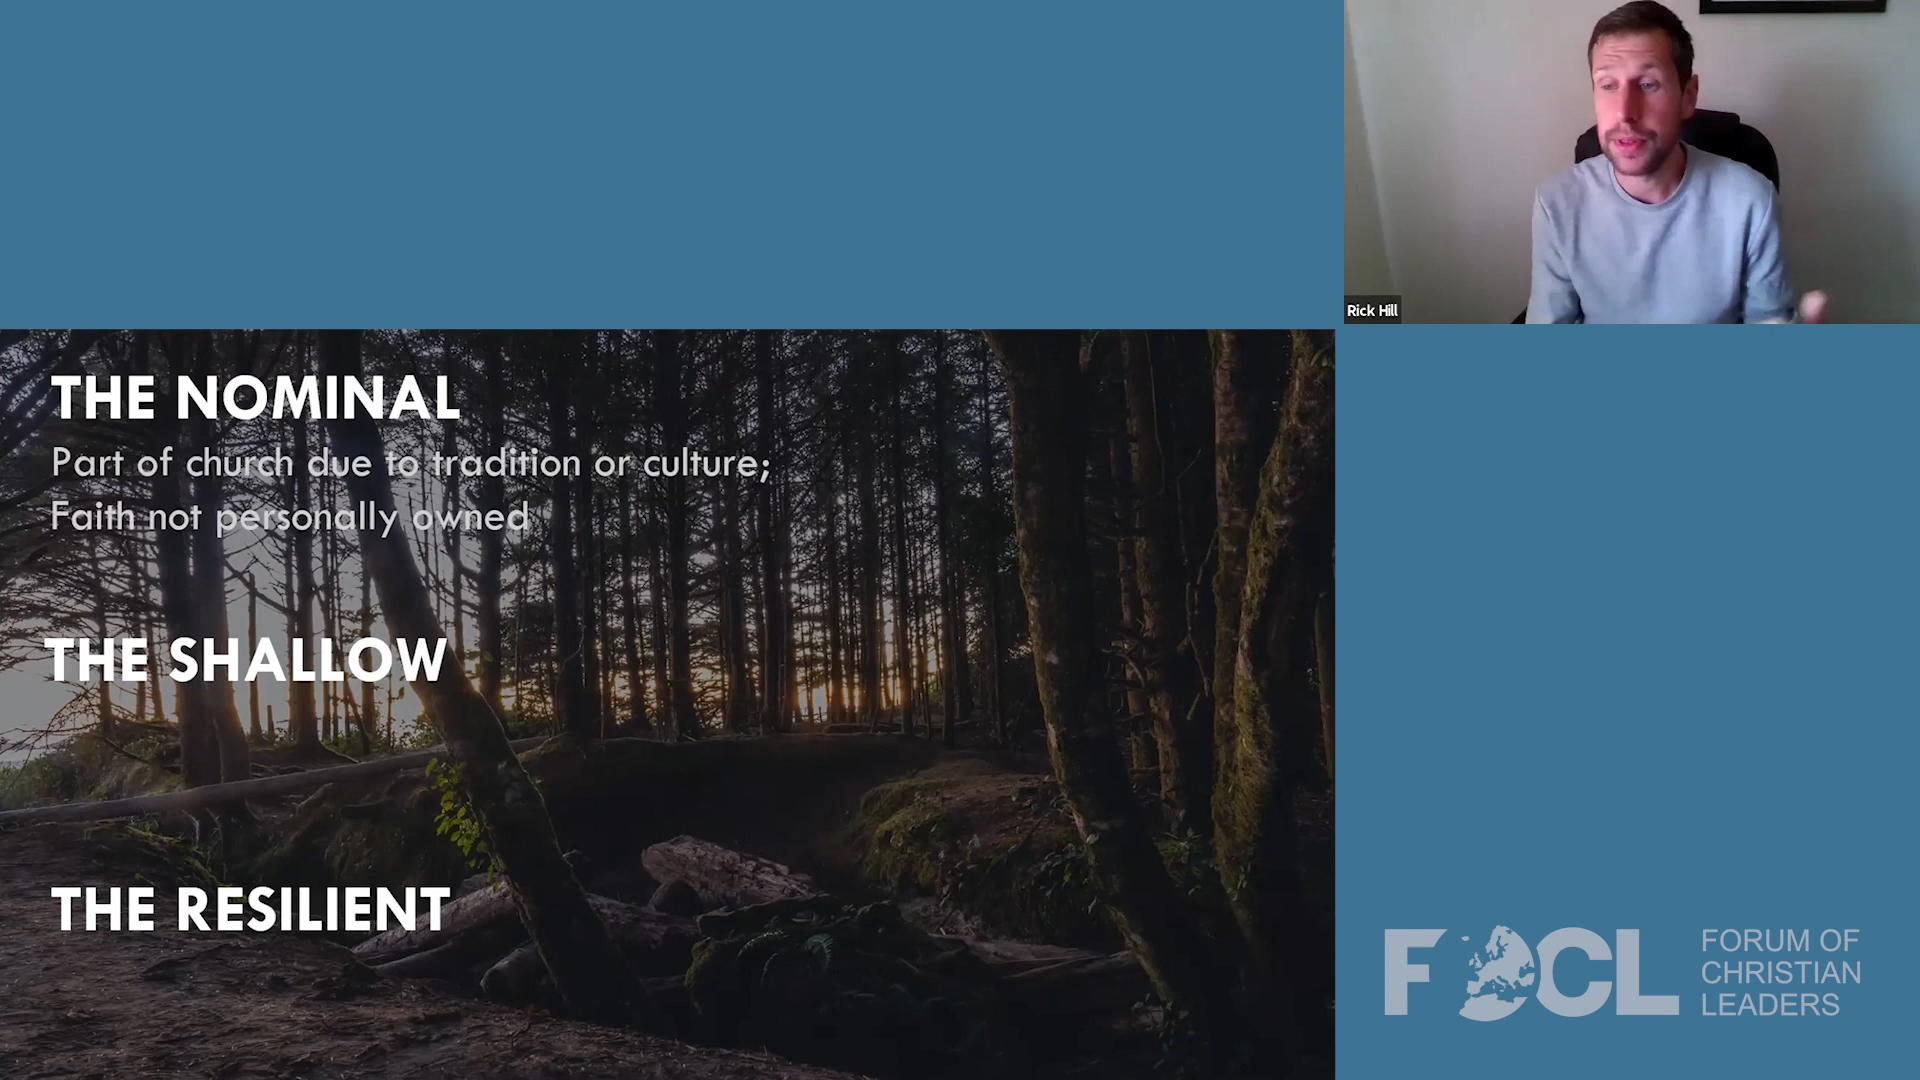 Rick Hill
THE NOMINAL
Part of church due to tradition or culture;
Faith not personally owned
THE SHALLOW
THE RESILIENT
FOCL
FORUM OF
CHRISTIAN
LEADERS